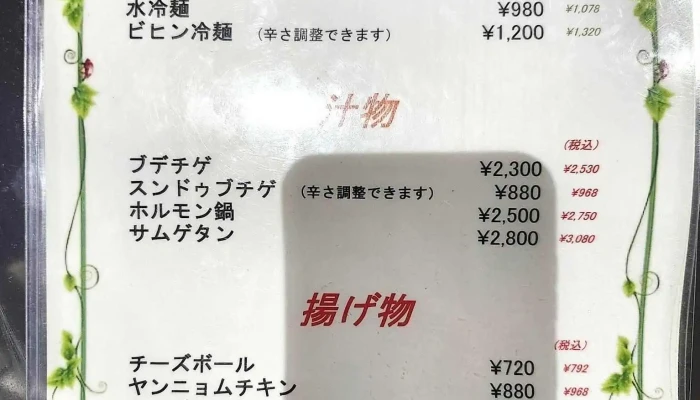 水冷麺 ¥980 ¥1,078
ビヒン冷麺 (辛さ調整できます) ¥1,200 ¥1,320
汁物
(税込)
ブデチゲ ¥2,300 ¥2,530
スンドゥブチゲ (辛さ調整できます) ¥880 ¥968
ホルモン鍋 ¥2,500 ¥2,750
サムゲタン ¥2,800 ¥3,080
揚げ物
(税込)
チーズボール ¥720 ¥792
ヤンニョムチキン ¥880 ¥968